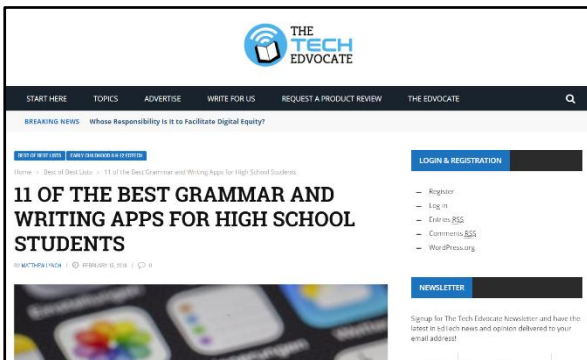 THE
TECH
EDVOCATE
START HERE TOPICS ADVERTISE WRITE FOR US REQUEST A PRODUCT REVIEW THE EDVOCATE
BREAKING NEWS Whose Responsibility Is It to Facilitate Digital Equity?
BEST OF BEST LISTS EARLY CHILDHOOD & K-12 EDTECH
Home Best of Best Lists 11 of the Best Grammar and Writing Apps for High School Students
11 OF THE BEST GRAMMAR AND
WRITING APPS FOR HIGH SCHOOL
STUDENTS
BY MATTHEW LYNCH | FEBRUARY | 0
Einstellungen
LOGIN & REGISTRATION
Register
Log in
Entries RSS
Comments RSS
WordPress.org
NEWSLETTER
Signup for The Tech Edvocate Newsletter and have the
latest in EdTech news and opinion delivered to your
email address!